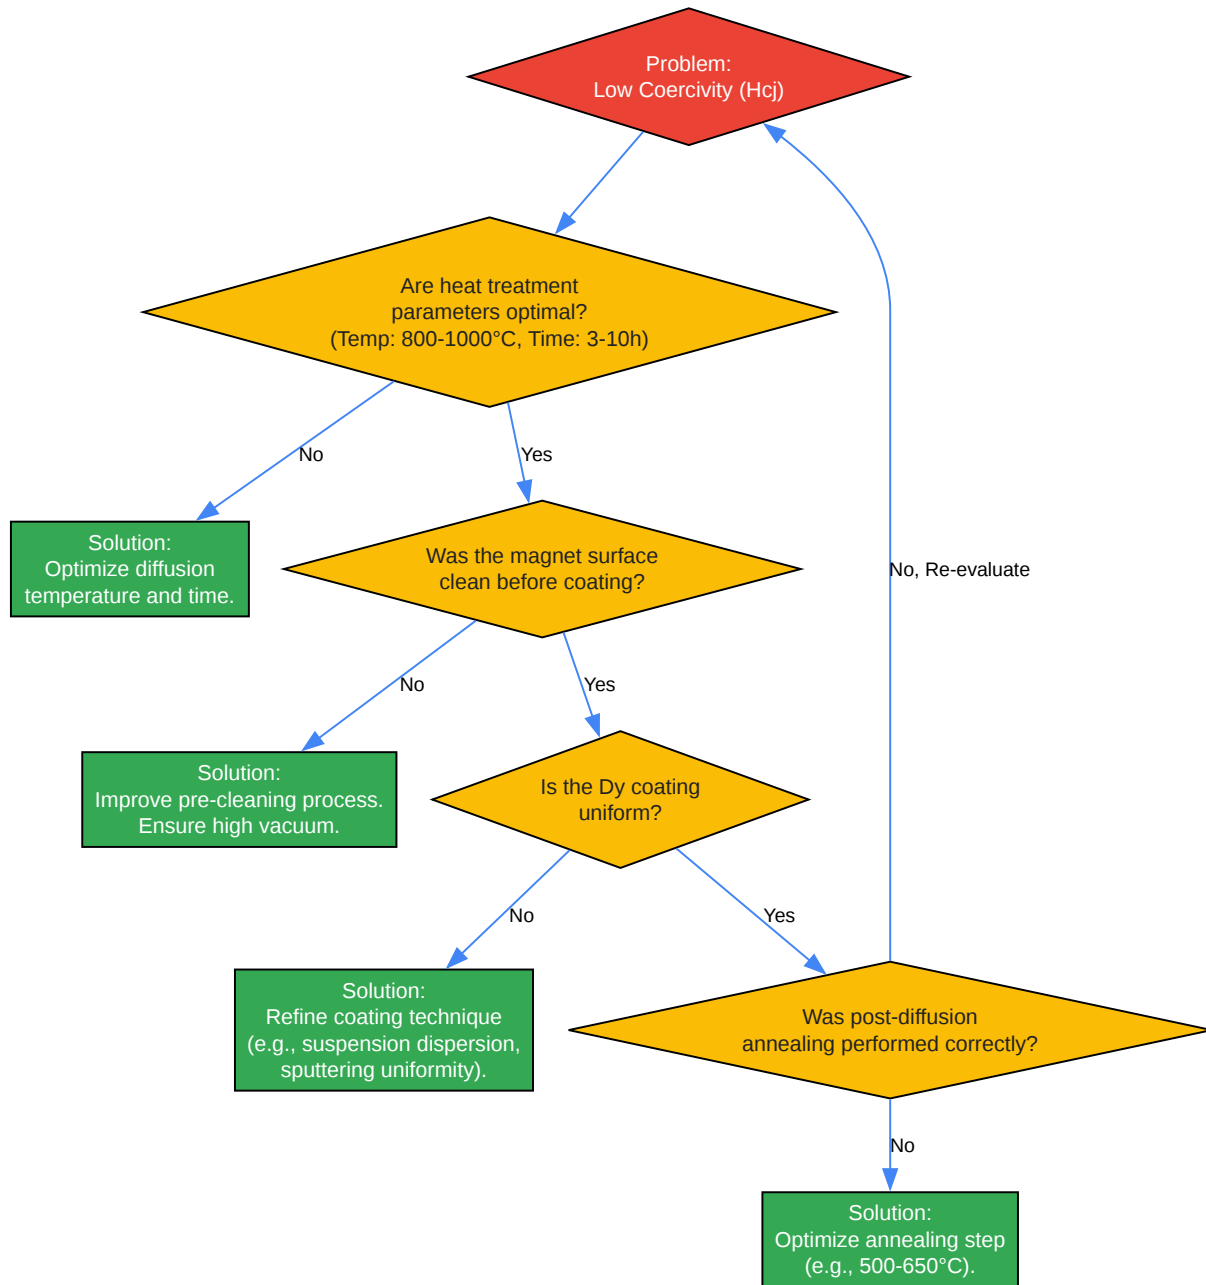 Problem:
Low Coercivity (Hcj)
Are heat treatment
parameters optimal?
(Temp: 800-1000°C, Time: 3-10h)
No
Yes
Solution:
Optimize diffusion
temperature and time.
Was the magnet surface
clean before coating?
No, Re-evaluate
No
Yes
Solution:
Improve pre-cleaning process.
Ensure high vacuum.
Is the Dy coating
uniform?
No
Yes
Solution:
Refine coating technique
(e.g., suspension dispersion,
sputtering uniformity).
Was post-diffusion
annealing performed correctly?
No
Solution:
Optimize annealing step
(e.g., 500-650°C).